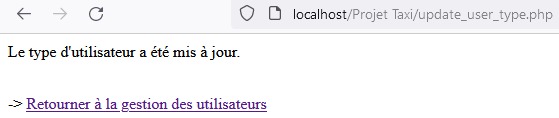 localhost/Projet Taxi/update_user_type.php
Le type d'utilisateur a été mis à jour.
-> Retourner à la gestion des utilisateurs